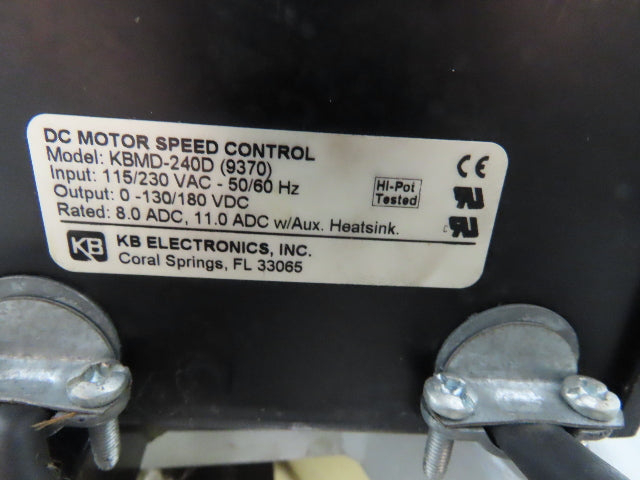 DC MOTOR SPEED CONTROL
Model: KBMD-240D (9370)
Input: 115/230 VAC - 50/60 Hz
Output: 0 -130/180 VDC
Rated: 8.0 ADC, 11.0 ADC w/Aux. Heatsink.
Hi-Pot
Tested
CE
KB
KB ELECTRONICS, INC.
Coral Springs, FL 33065